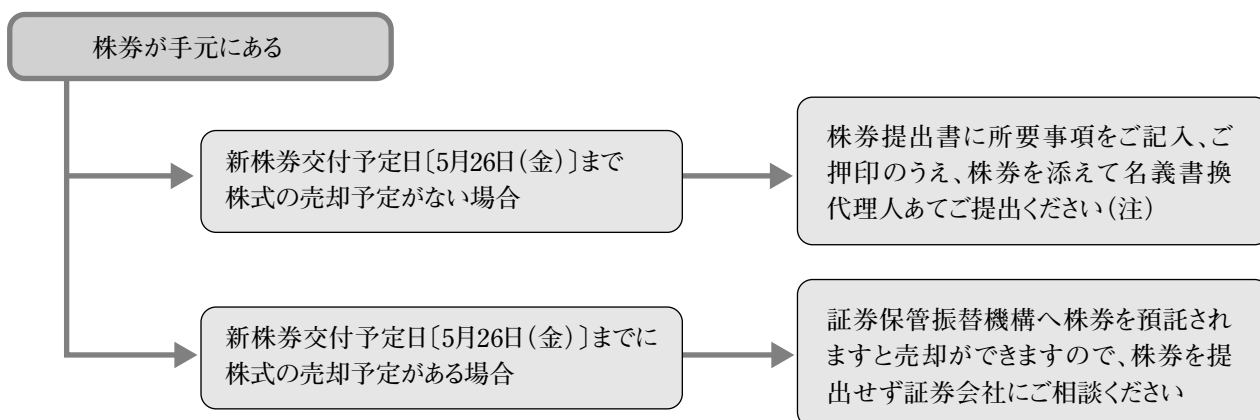 株券が手元にある
新株券交付予定日〔5月26日（金）〕まで
株式の売却予定がない場合
株券提出書に所要事項をご記入、ご
押印のうえ、株券を添えて名義書換
代理人あてご提出ください（注）
新株券交付予定日〔5月26日（金）〕までに
株式の売却予定がある場合
証券保管振替機構へ株券を預託され
ますと売却ができますので、株券を提
出せず証券会社にご相談ください